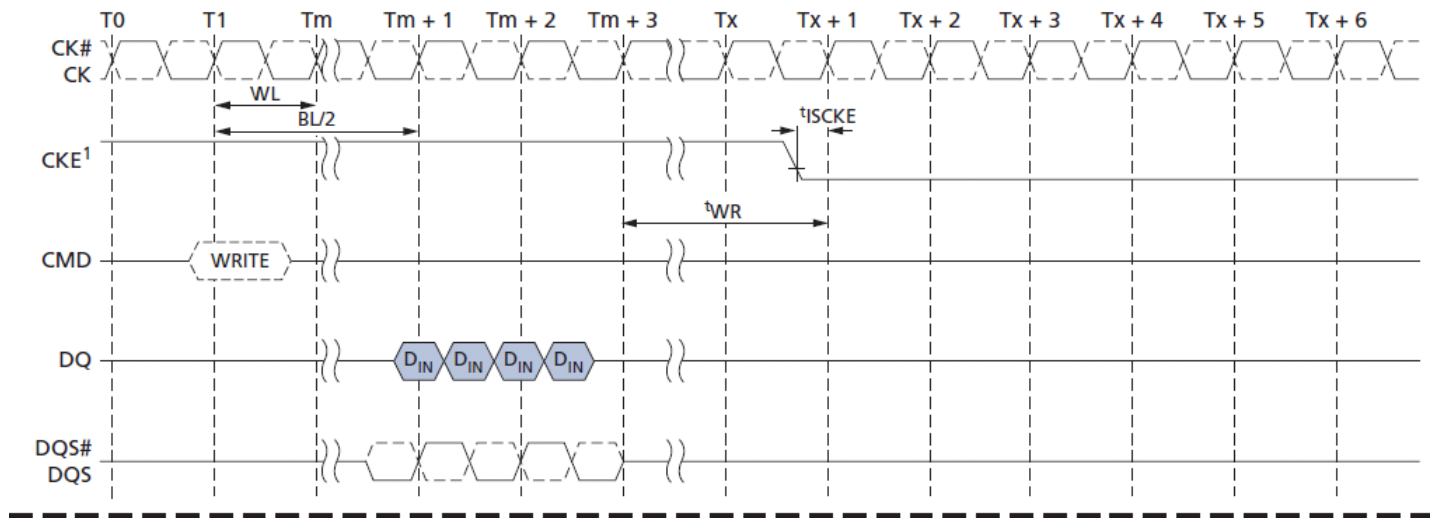 T0 T1 Tm Tm + 1 Tm + 2 Tm + 3 Tx Tx + 1 Tx + 2 Tx + 3 Tx + 4 Tx + 5 Tx + 6
CK#
CK
WL
BL/2
tISCKE
CKE1
tWR
CMD WRITE
DQ DIN DIN DIN DIN
DQS#
DQS